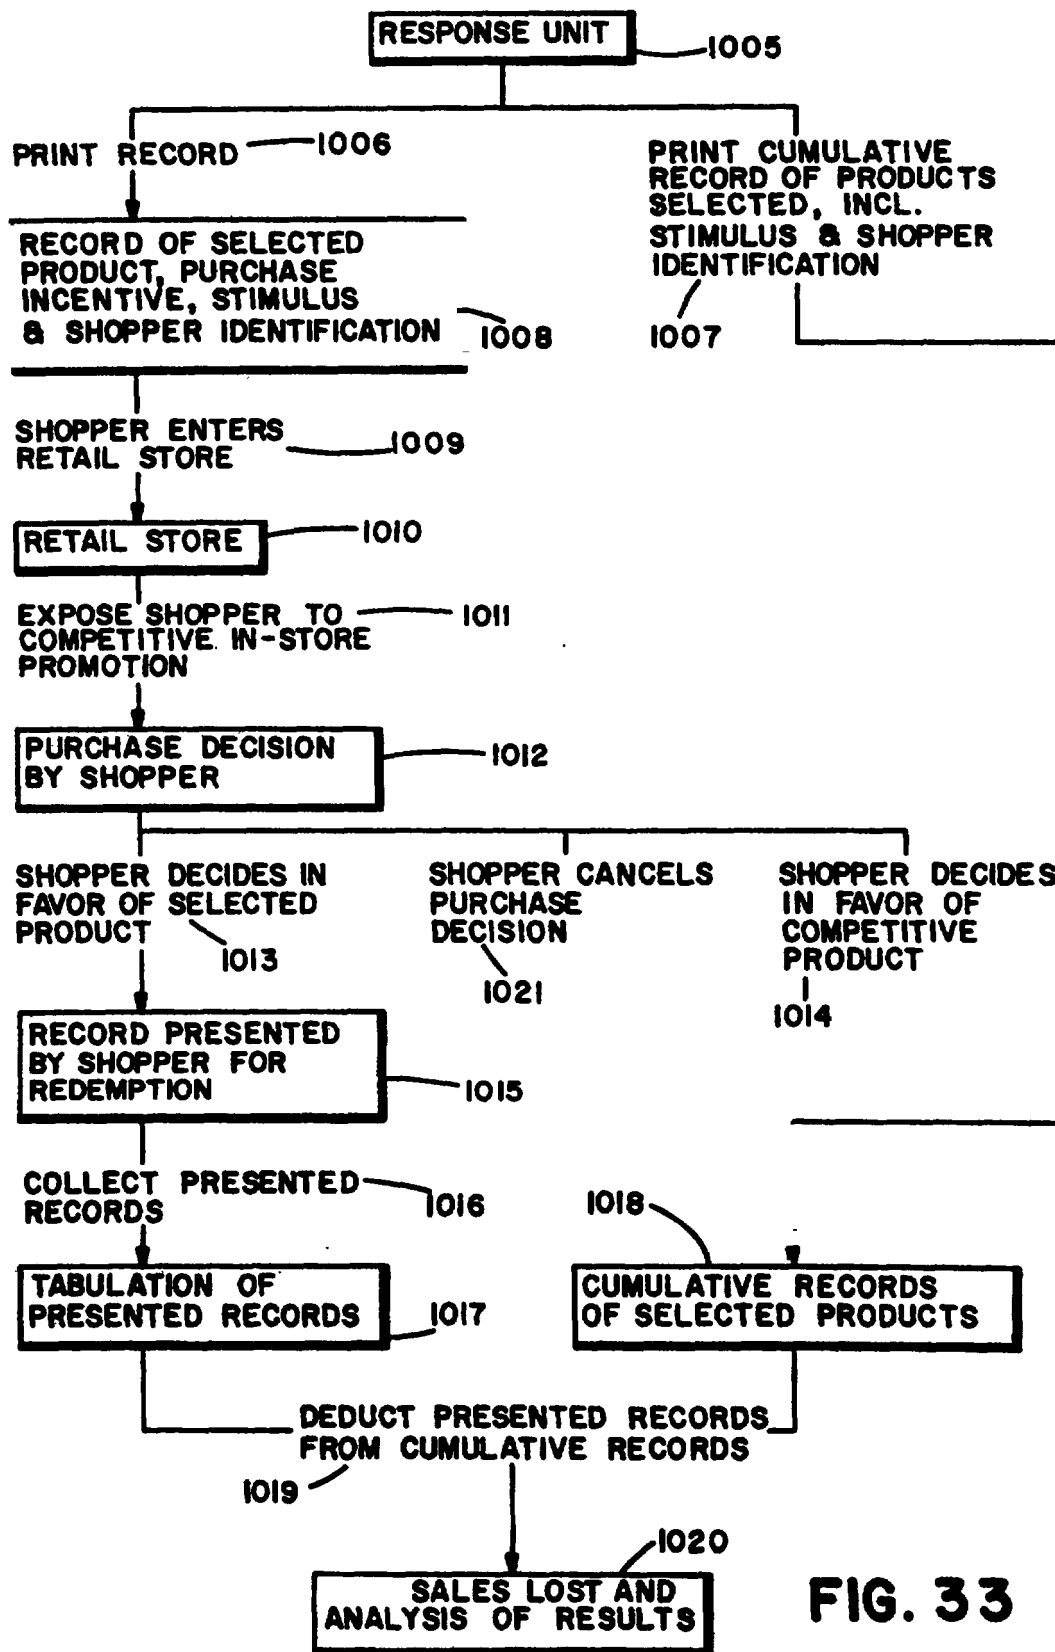 RESPONSE UNIT
1005
PRINT RECORD
1006
PRINT CUMULATIVE
RECORD OF PRODUCTS
SELECTED, INCL.
STIMULUS & SHOPPER
IDENTIFICATION
1007
RECORD OF SELECTED
PRODUCT, PURCHASE
INCENTIVE, STIMULUS
& SHOPPER IDENTIFICATION
1008
SHOPPER ENTERS
RETAIL STORE
1009
RETAIL STORE
1010
EXPOSE SHOPPER TO
COMPETITIVE IN-STORE
PROMOTION
1011
PURCHASE DECISION
BY SHOPPER
1012
SHOPPER DECIDES IN
FAVOR OF SELECTED
PRODUCT
1013
SHOPPER CANCELS
PURCHASE
DECISION
1021
SHOPPER DECIDES
IN FAVOR OF
COMPETITIVE
PRODUCT
1014
RECORD PRESENTED
BY SHOPPER FOR
REDEMPTION
1015
COLLECT PRESENTED
RECORDS
1016
1018
TABULATION OF
PRESENTED RECORDS
1017
CUMULATIVE RECORDS
OF SELECTED PRODUCTS
DEDUCT PRESENTED RECORDS
FROM CUMULATIVE RECORDS
1019
1020
SALES LOST AND
ANALYSIS OF RESULTS
FIG. 33